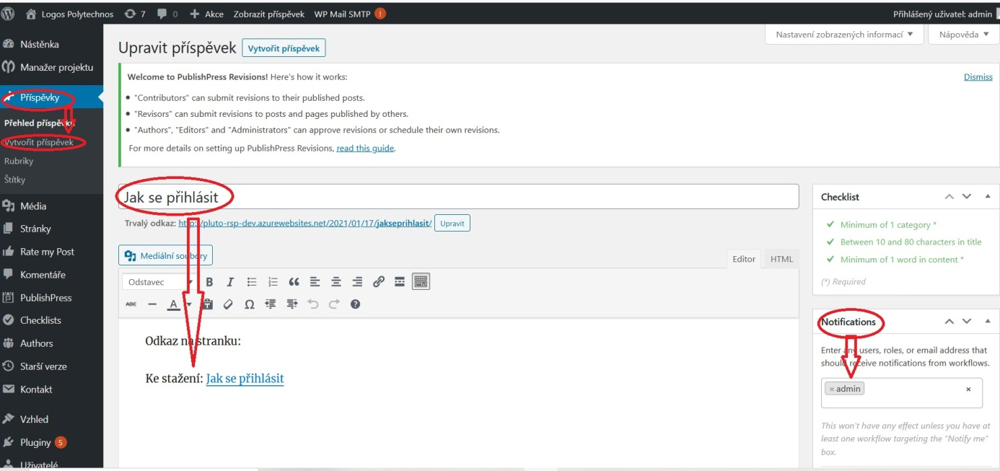 Logos Polytechnos 7 0 + Akce Zobrazit příspěvek WP Mail SMTP ! Přihlášený uživatel: admin
Nastavení zobrazených informací ▼ Nápověda ▼
Nástěnka
Manažer projektu
Příspěvky
Přehled příspěvků
Vytvořit příspěvek
Rubriky
Štítky
Média
Stránky
Rate my Post
Komentáře
PublishPress
Checklists
Authors
Starší verze
Kontakt
Vzhled
Pluginy 5
Uživatelé
Upravit příspěvek Vytvořit příspěvek
Welcome to PublishPress Revisions! Here's how it works: Dismiss
• "Contributors" can submit revisions to their published posts.
• "Revisors" can submit revisions to posts and pages published by others.
• "Authors", "Editors" and "Administrators" can approve revisions or schedule their own revisions.
For more details on setting up PublishPress Revisions, read this guide.
Jak se přihlásit
Trvalý odkaz: http://pluto-rsp-dev.azurewebsites.net/2021/01/17/jakseprihlasit/ Upravit
Mediální soubory
Editor HTML
Odstavec B I
ABC A Ω
Odkaz na stranku:
Ke stažení: Jak se přihlásit
Checklist
✓ Minimum of 1 category *
✓ Between 10 and 80 characters in title
✓ Minimum of 1 word in content *
(*) Required
Notifications
Enter any users, roles, or email address that
should receive notifications from workflows.
× admin ×
This won't have any effect unless you have at
least one workflow targeting the "Notify me"
box.